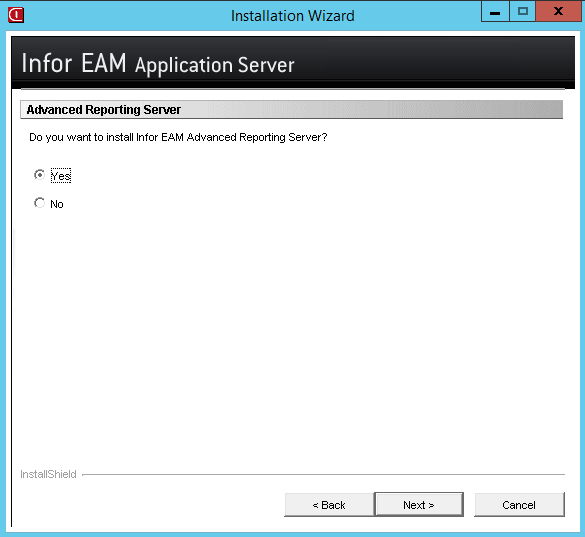 Installation Wizard
Infor EAM Application Server
Advanced Reporting Server
Do you want to install Infor EAM Advanced Reporting Server?
Yes
No
InstallShield
< Back Next > Cancel